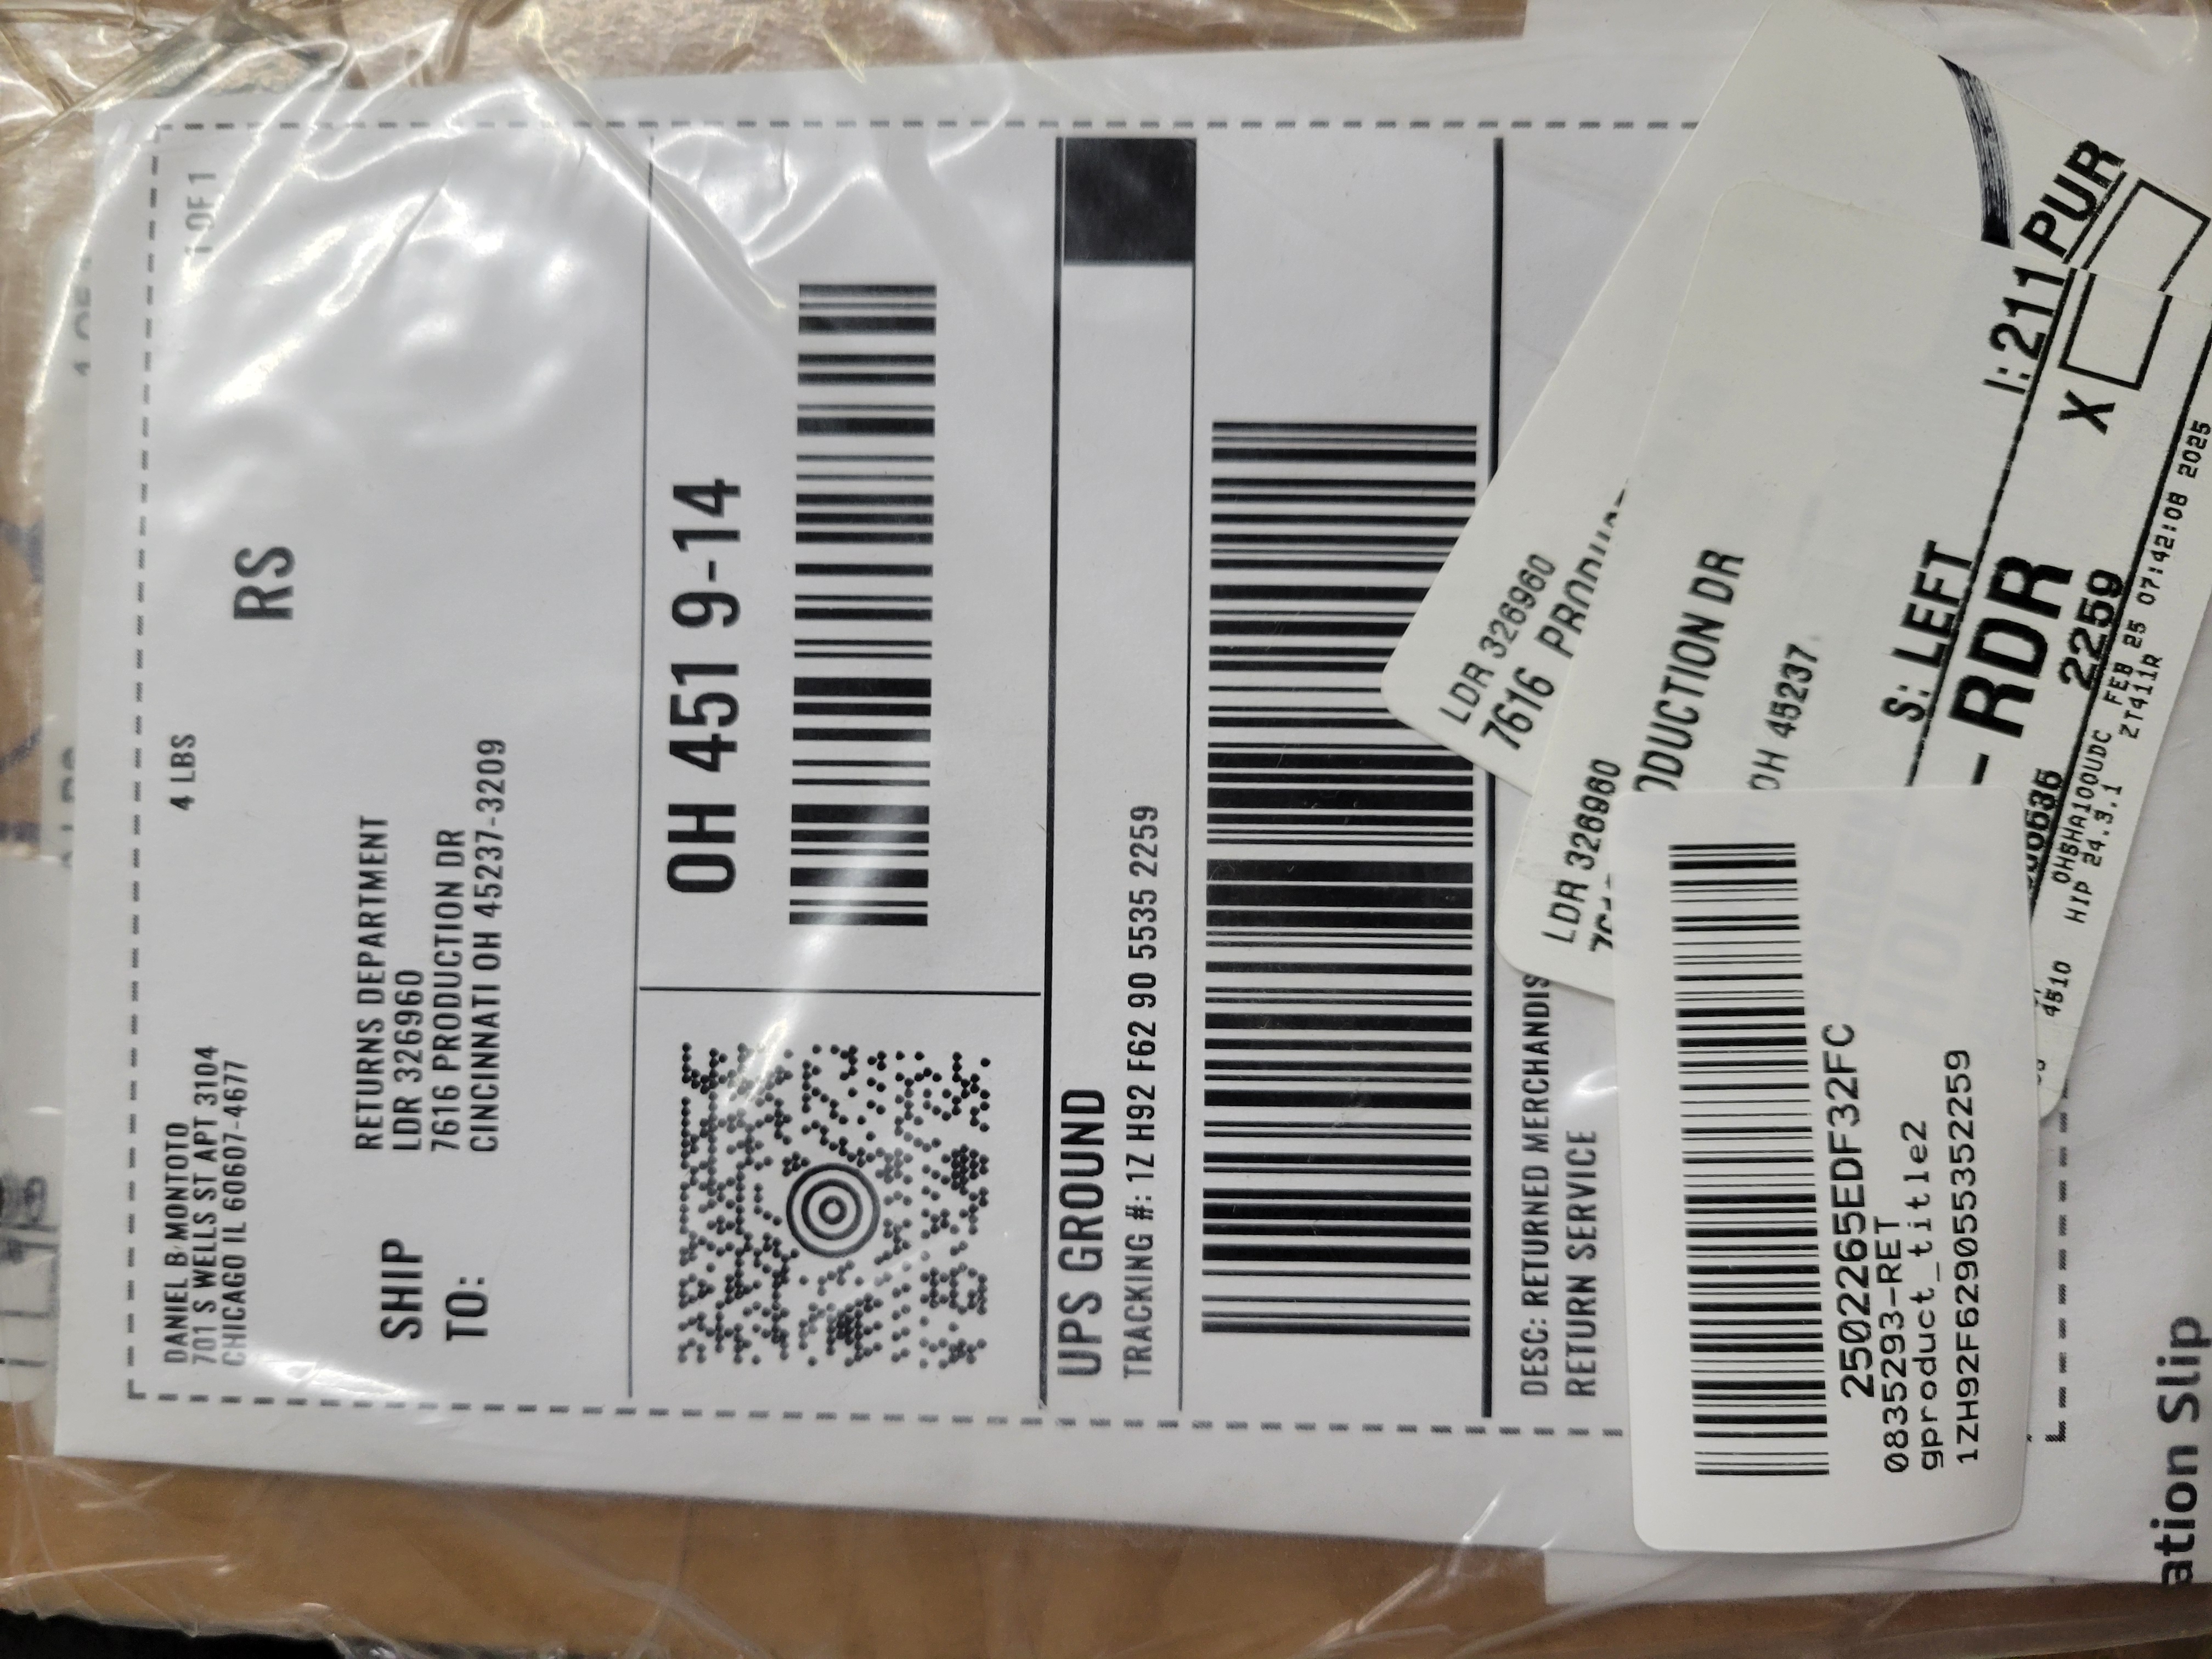 DANIEL B MONTOTO
701 S WELLS ST APT 3104
CHICAGO IL 60607-4677
4 LBS
1 OF 1
RS
SHIP
TO:
RETURNS DEPARTMENT
LDR 326960
7616 PRODUCTION DR
CINCINNATI OH 45237-3209
OH 451 9-14
UPS GROUND
TRACKING #: 1Z H92 F62 90 5535 2259
DESC: RETURNED MERCHANDIS
RETURN SERVICE
LDR 326960
7616
LDR 326960
ODUCTION DR
OH 45237
S: LEFT
I: 211
PUR
-RDR
X
2259
4510
OHSHA100UDC FEB 25 07:42:08 2025
HIP 24.3.1 ZT411R
2502265EDF32FC
0835293-RET
gproduct_title2
1ZH92F629055352259
ation Slip